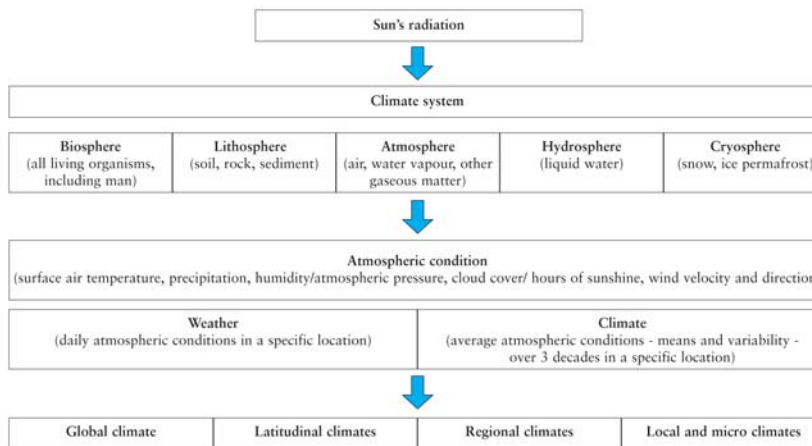 Sun's radiation
Climate system
Biosphere
(all living organisms,
including man)
Lithosphere
(soil, rock, sediment)
Atmosphere
(air, water vapour, other
gaseous matter)
Hydrosphere
(liquid water)
Cryosphere
(snow, ice permafrost)
Atmospheric condition
(surface air temperature, precipitation, humidity/atmospheric pressure, cloud cover/ hours of sunshine, wind velocity and direction
Weather
(daily atmospheric conditions in a specific location)
Climate
(average atmospheric conditions - means and variability -
over 3 decades in a specific location)
Global climate
Latitudinal climates
Regional climates
Local and micro climates